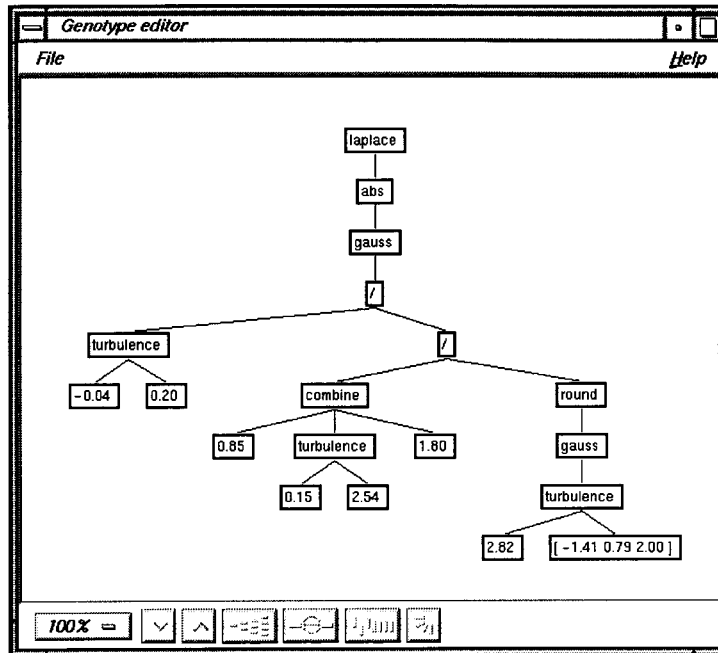 Genotype editor
File Help
laplace
abs
gauss
/
turbulence /
-0.04 0.20 combine round
0.85 turbulence 1.80 gauss
0.15 2.54 turbulence
2.82 [ -1.41 0.79 2.00 ]
100%